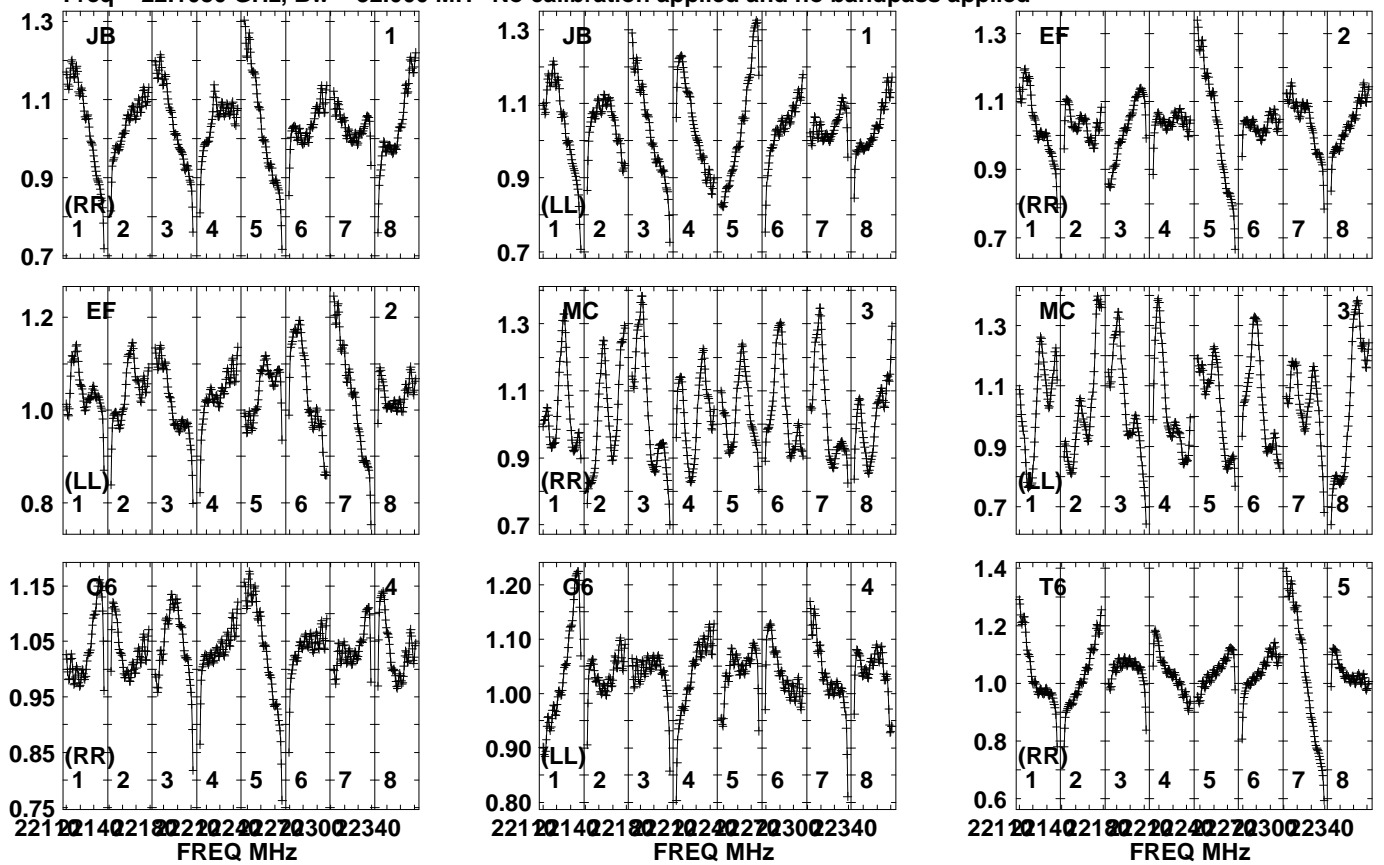 No calibration applied and no bandpass applied
1.3
1.1
0.9
0.7
JB 1
(RR)
1 2 3 4 5 6 7 8
1.3
1.1
0.9
0.7
JB 1
(LL)
1 2 3 4 5 6 7 8
1.3
1.1
0.9
0.7
EF 2
(RR)
1 2 3 4 5 6 7 8
1.2
1.0
0.8
EF 2
(LL)
1 2 3 4 5 6 7 8
1.3
1.1
0.9
0.7
MC 3
(RR)
1 2 3 4 5 6 7 8
1.3
1.1
0.9
0.7
MC 3
(LL)
1 2 3 4 5 6 7 8
1.15
1.05
0.95
0.85
0.75
O6 4
(RR)
1 2 3 4 5 6 7 8
1.20
1.10
1.00
0.90
0.80
O6 4
(LL)
1 2 3 4 5 6 7 8
1.4
1.2
1.0
0.8
0.6
T6 5
(RR)
1 2 3 4 5 6 7 8
22340
FREQ MHz
22340
FREQ MHz
22340
FREQ MHz